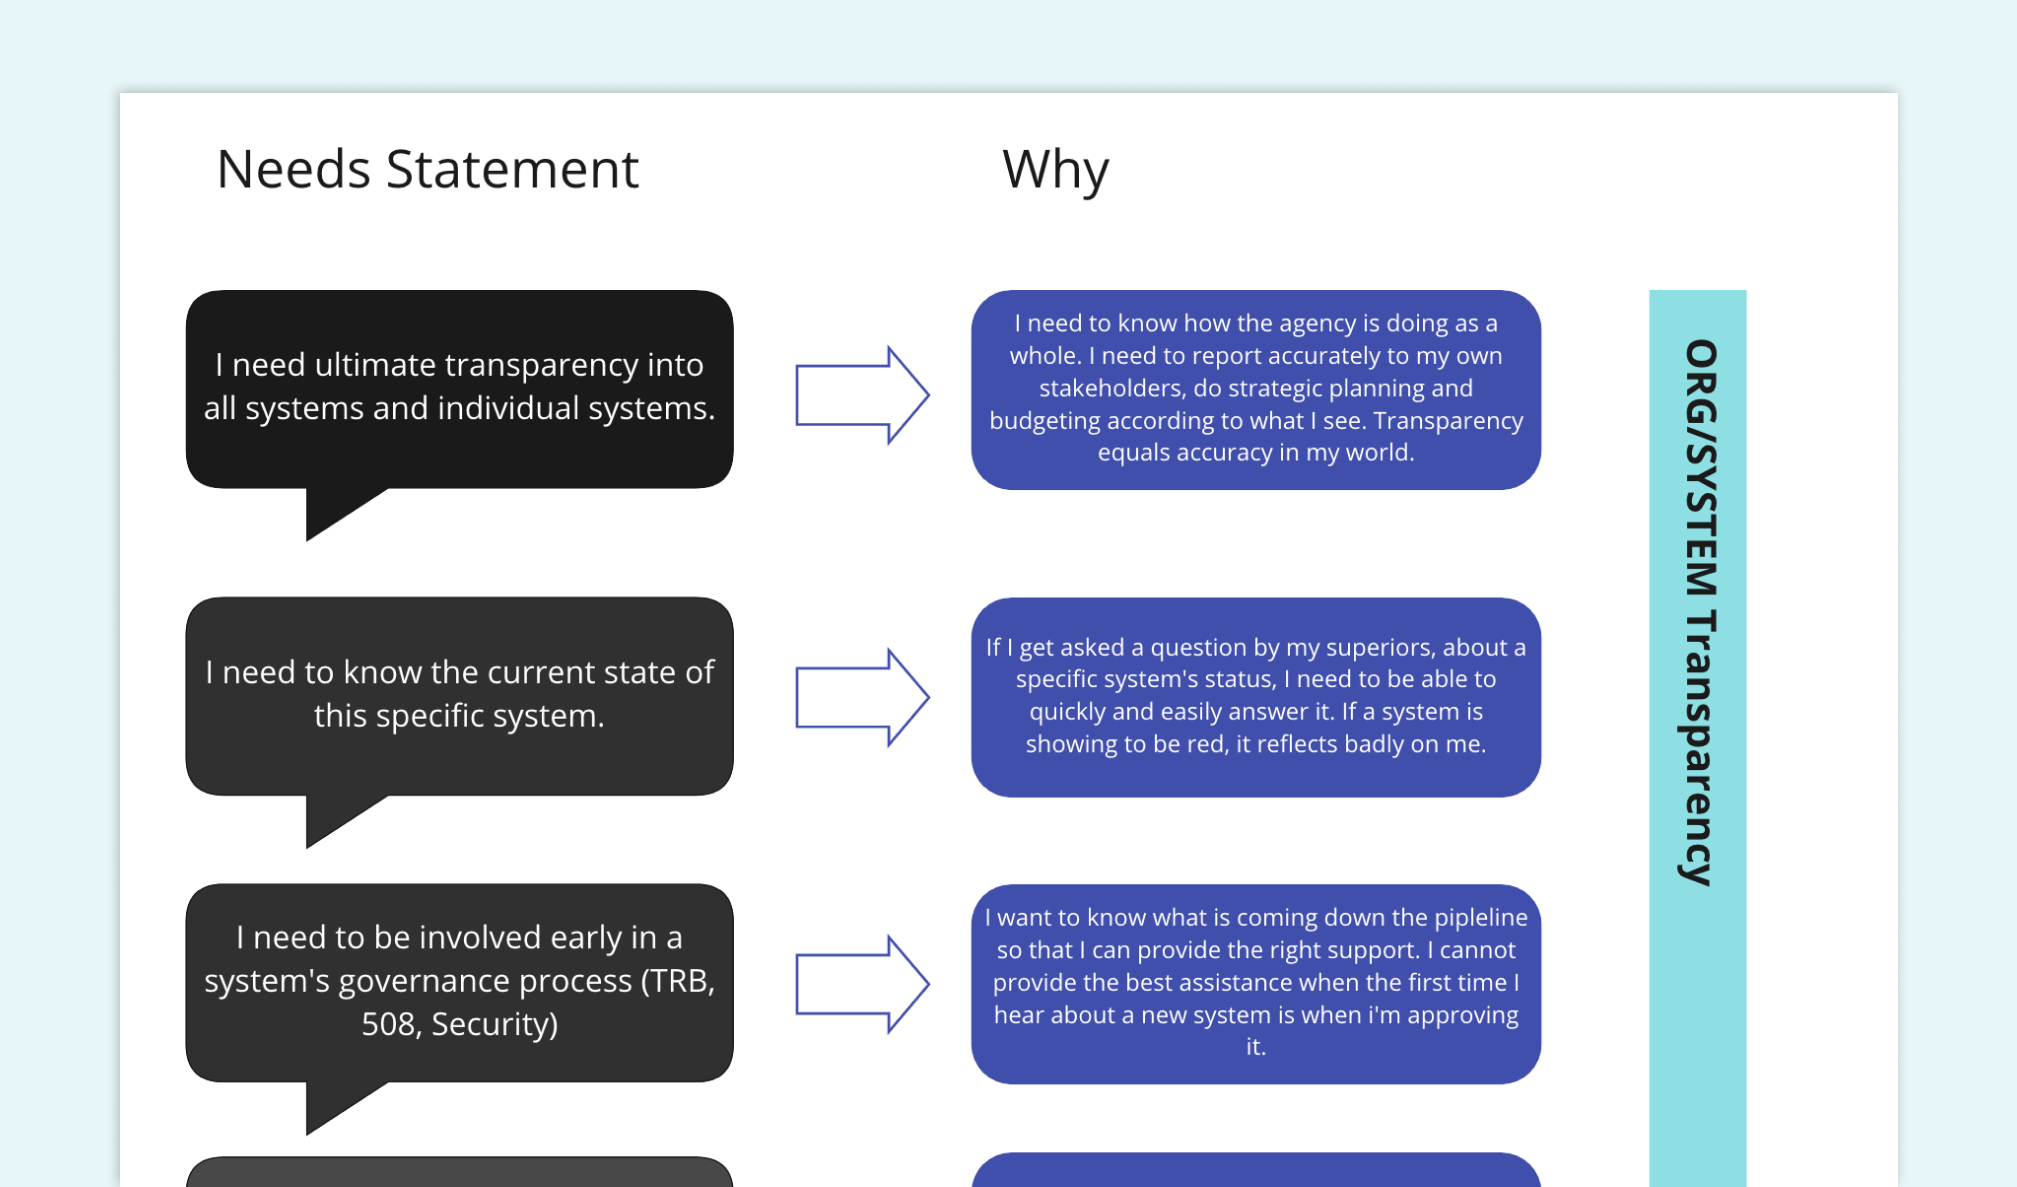 Needs Statement
Why
I need ultimate transparency into
all systems and individual systems.
I need to know how the agency is doing as a
whole. I need to report accurately to my own
stakeholders, do strategic planning and
budgeting according to what I see. Transparency
equals accuracy in my world.
I need to know the current state of
this specific system.
If I get asked a question by my superiors, about a
specific system's status, I need to be able to
quickly and easily answer it. If a system is
showing to be red, it reflects badly on me.
I need to be involved early in a
system's governance process (TRB,
508, Security)
I want to know what is coming down the pipleline
so that I can provide the right support. I cannot
provide the best assistance when the first time I
hear about a new system is when i'm approving
it.
ORG/SYSTEM Transparency